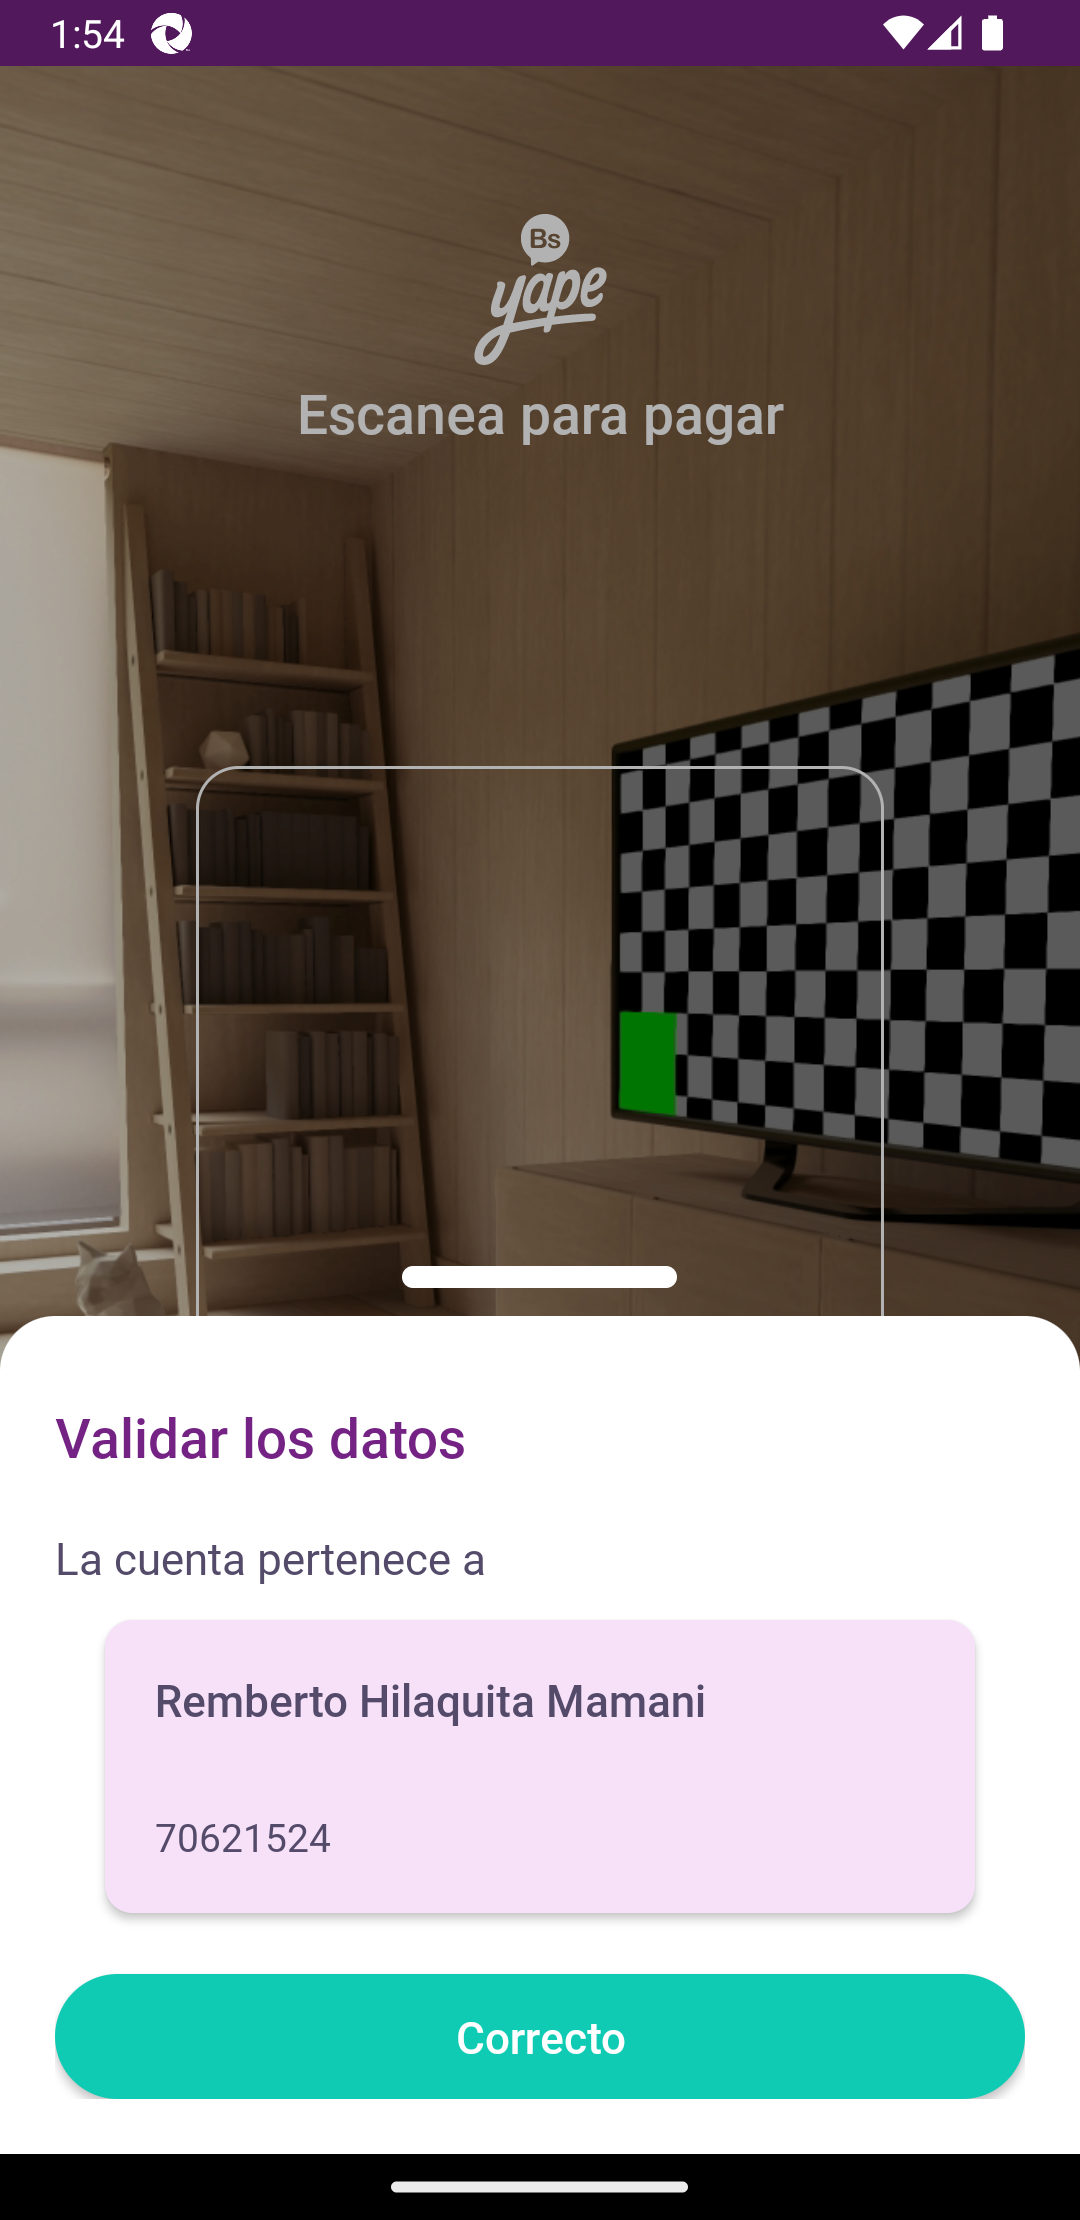 1:54
Bs
yape
Escanea para pagar
Validar los datos
La cuenta pertenece a
Remberto Hilaquita Mamani
70621524
Correcto